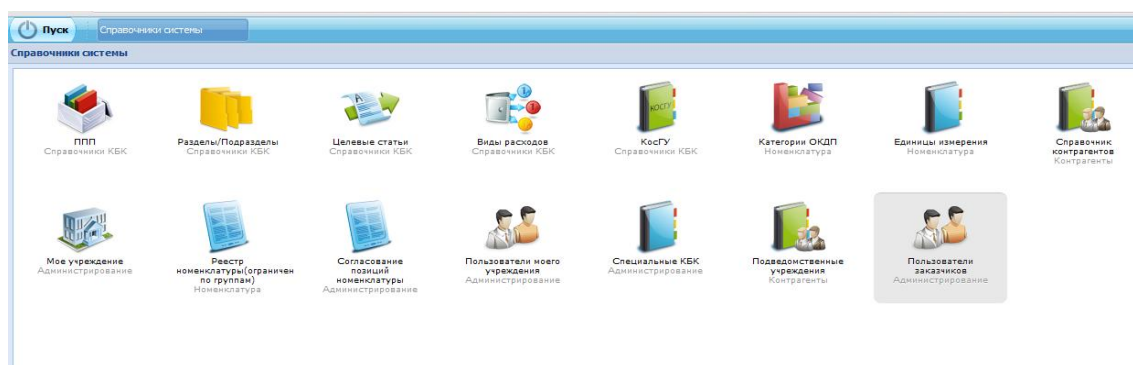 Пуск
Справочники системы
Справочники системы
ППП
Справочники КБК
Разделы/Подразделы
Справочники КБК
Целевые статьи
Справочники КБК
Виды расходов
Справочники КБК
КОСГУ
КосГУ
Справочники КБК
Категории ОКДП
Номенклатура
Единицы измерения
Номенклатура
Справочник
контрагентов
Контрагенты
Мое учреждение
Администрирование
Реестр
номенклатуры(ограничен
по группам)
Номенклатура
Согласование
позиций
номенклатуры
Администрирование
Пользователи моего
учреждения
Администрирование
Специальные КБК
Администрирование
Подведомственные
учреждения
Контрагенты
Пользователи
заказчиков
Администрирование